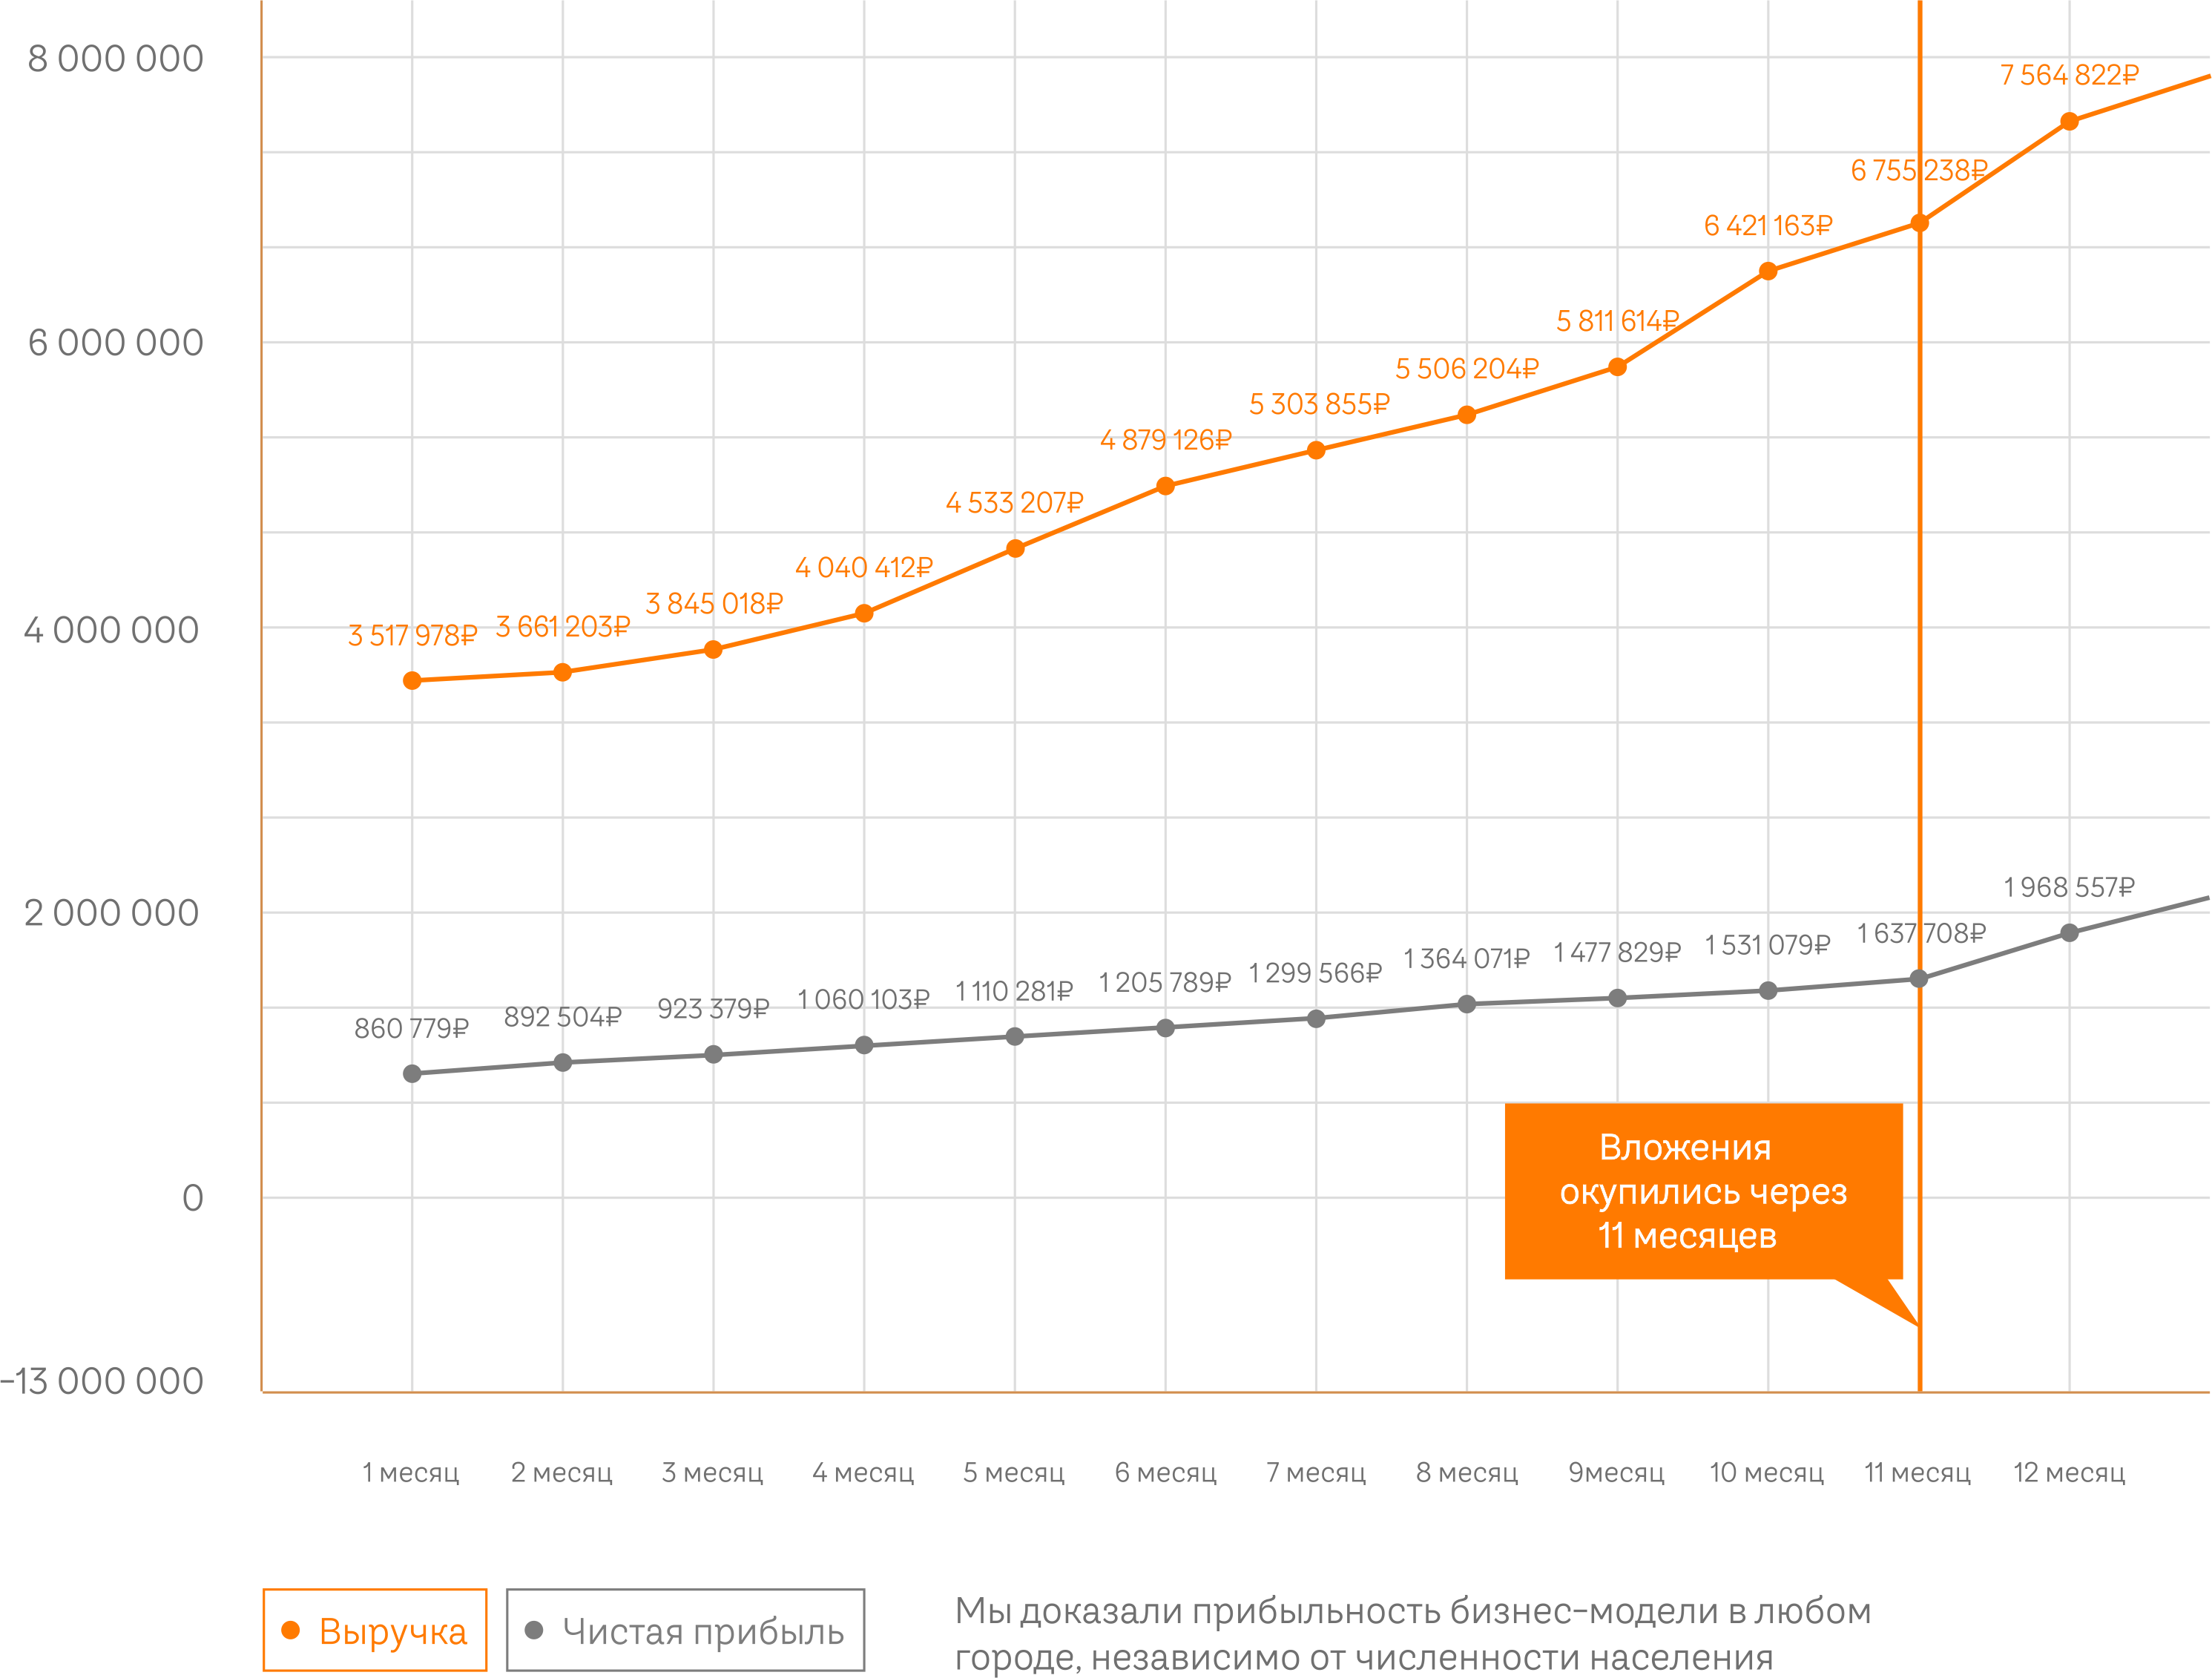 8 000 000
7 564 822₽
6 755 238₽
6 421 163₽
6 000 000
5 811 614₽
5 506 204₽
5 303 855₽
4 879 126₽
4 533 207₽
4 040 412₽
3 845 018₽
3 661 203₽
3 517 978₽
4 000 000
2 000 000
1 968 557₽
1 637 708₽
1 531 079₽
1 477 829₽
1 364 071₽
1 299 566₽
1 205 789₽
1 110 281₽
1 060 103₽
923 379₽
892 504₽
860 779₽
Вложения
окупились через
11 месяцев
0
-13 000 000
1 месяц 2 месяц 3 месяц 4 месяц 5 месяц 6 месяц 7 месяц 8 месяц 9месяц 10 месяц 11 месяц 12 месяц
Выручка
Чистая прибыль
Мы доказали прибыльность бизнес-модели в любом
городе, независимо от численности населения